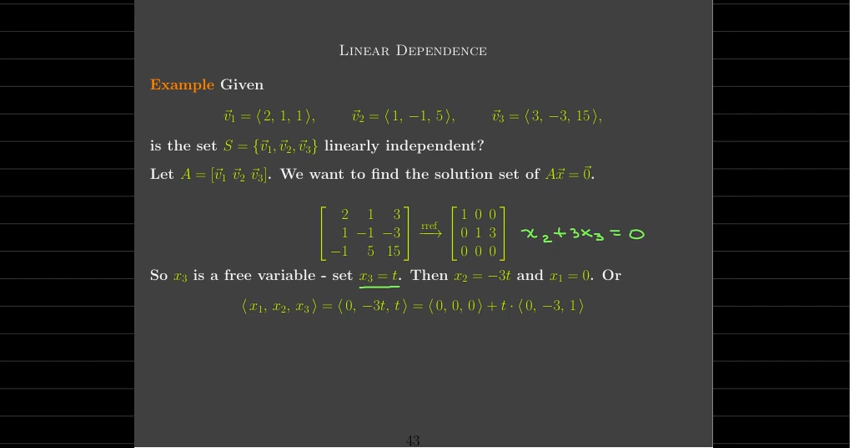 LINEAR DEPENDENCE
Example Given
v⃗₁ = ⟨ 2, 1, 1 ⟩, v⃗₂ = ⟨ 1, −1, 5 ⟩, v⃗₃ = ⟨ 3, −3, 15 ⟩,
is the set S = {v⃗₁, v⃗₂, v⃗₃} linearly independent?
Let A = [v⃗₁ v⃗₂ v⃗₃]. We want to find the solution set of Ax⃗ = 0⃗.
2 1 3 1 0 0
1 −1 −3 rref → 0 1 3 x₂ + 3x₃ = 0
−1 5 15 0 0 0
So x₃ is a free variable - set x₃ = t. Then x₂ = −3t and x₁ = 0. Or
⟨ x₁, x₂, x₃ ⟩ = ⟨ 0, −3t, t ⟩ = ⟨ 0, 0, 0 ⟩ + t · ⟨ 0, −3, 1 ⟩
43